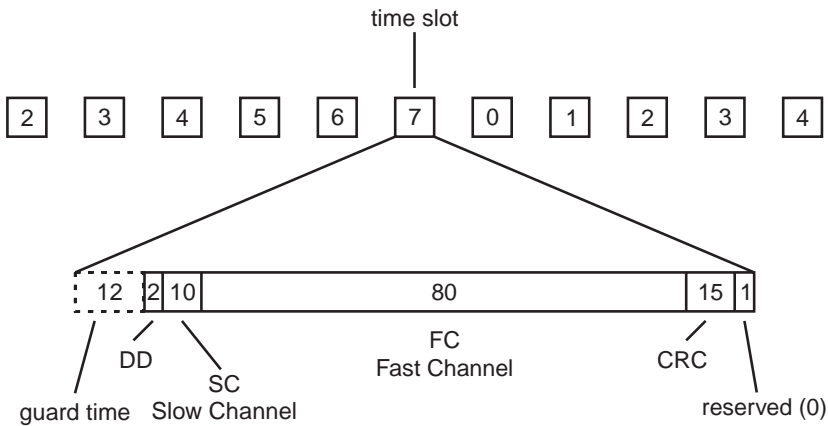 time slot
2 3 4 5 6 7 0 1 2 3 4
12 2 10 80 15 1
DD
SC
Slow Channel
FC
Fast Channel
CRC
guard time
reserved (0)